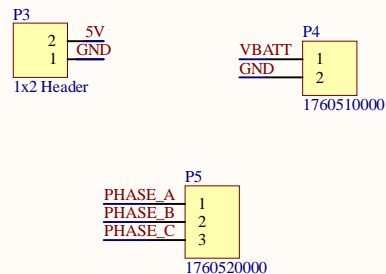 P3
2 5V
1 GND
1x2 Header
P4
VBATT 1
GND 2
1760510000
P5
PHASE_A 1
PHASE_B 2
PHASE_C 3
1760520000